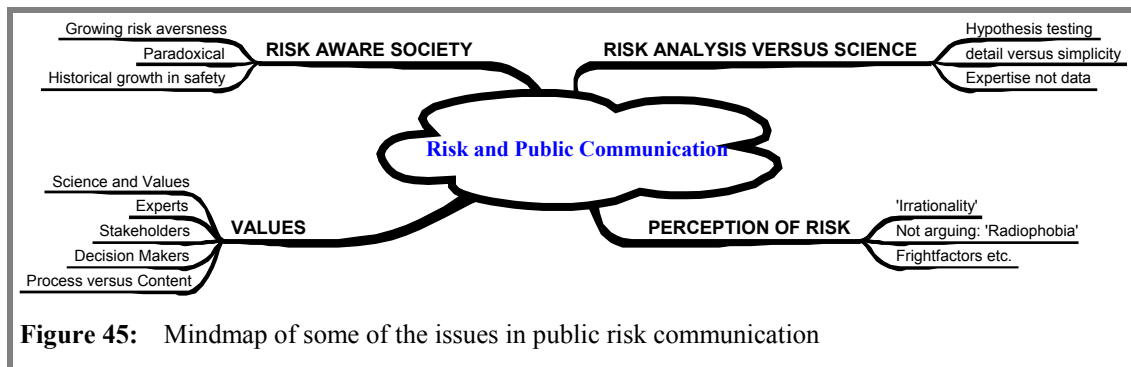 Growing risk aversness
Paradoxical
Historical growth in safety
RISK AWARE SOCIETY
RISK ANALYSIS VERSUS SCIENCE
Hypothesis testing
detail versus simplicity
Expertise not data
Risk and Public Communication
Science and Values
Experts
Stakeholders
Decision Makers
Process versus Content
VALUES
PERCEPTION OF RISK
'Irrationality'
Not arguing: 'Radiophobia'
Frightfactors etc.
Figure 45: Mindmap of some of the issues in public risk communication